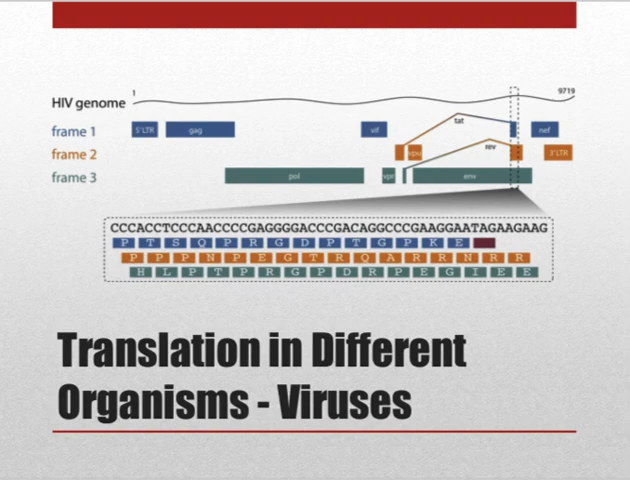 1 9719
HIV genome
tat
frame 1 5'LTR gag vif nef
rev
frame 2 vpu 3'LTR
frame 3 pol vpr env
CCCACCTCCCAACCCCGAGGGGACCCGACAGGCCCGAAGGAATAGAAGAAG
P T S Q P R G D P T G P K E
P P P N P E G T R Q A R R N R R
H L P T P R G P D R P E G I E E
Translation in Different
Organisms - Viruses